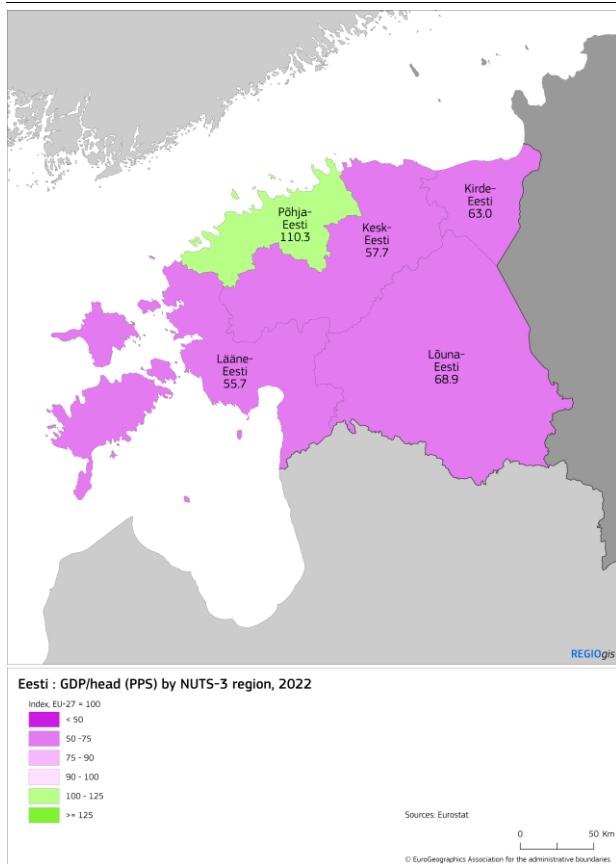 Põhja-
Eesti
110.3
Kirde-
Eesti
63.0
Kesk-
Eesti
57.7
Lääne-
Eesti
55.7
Lõuna-
Eesti
68.9
REGIOgis
Eesti : GDP/head (PPS) by NUTS-3 region, 2022
Index, EU-27 = 100
< 50
50 -75
75 - 90
90 - 100
100 - 125
>= 125
Sources: Eurostat
0 50 Km
© EuroGeographics Association for the administrative boundaries